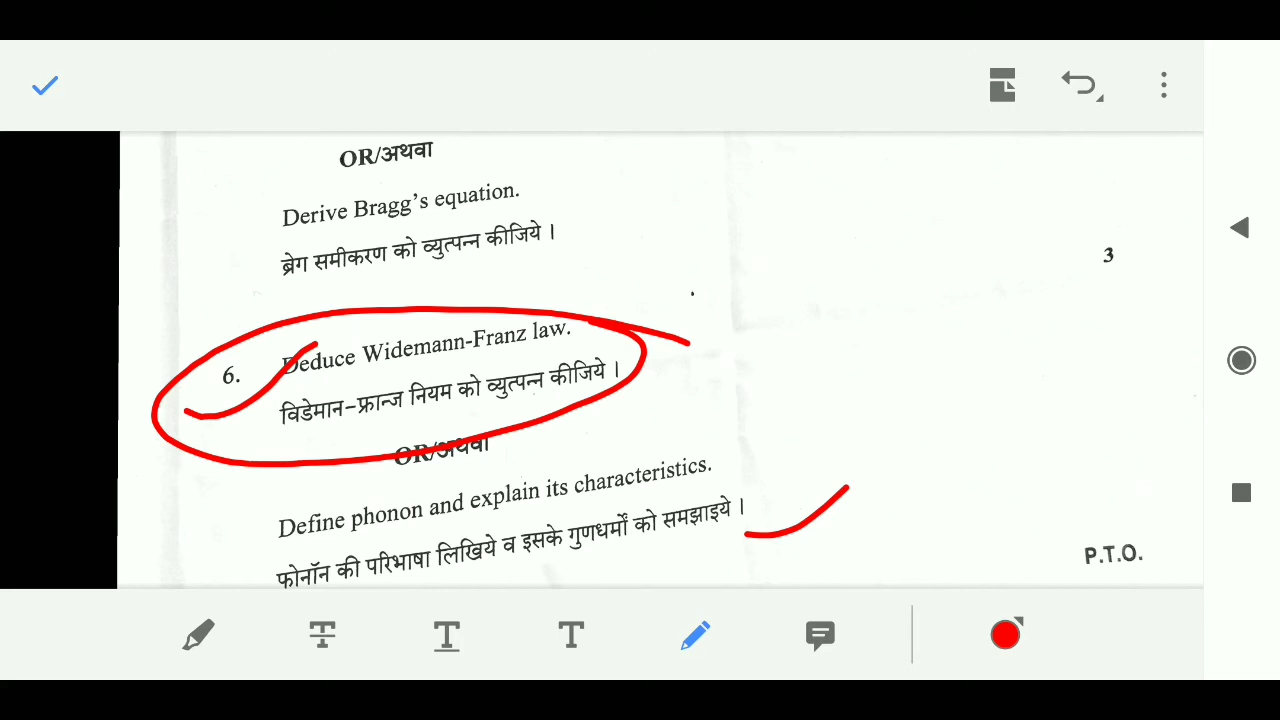 OR/अथवा
Derive Bragg's equation.
ब्रेग समीकरण को व्युत्पन्न कीजिये ।
3
6. Deduce Widemann-Franz law.
विडेमान-फ्रान्ज नियम को व्युत्पन्न कीजिये ।
OR/अथवा
Define phonon and explain its characteristics.
फोनॉन की परिभाषा लिखिये व इसके गुणधर्मों को समझाइये ।
P.T.O.